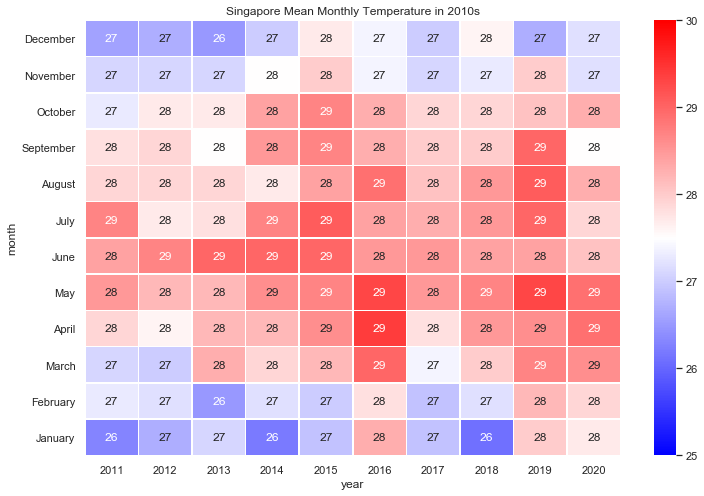 Singapore Mean Monthly Temperature in 2010s
December 27 27 26 27 28 27 27 28 27 27
November 27 27 27 28 28 27 27 27 28 27
October 27 28 28 28 29 28 28 28 28 28
September 28 28 28 28 29 28 28 28 29 28
August 28 28 28 28 28 29 28 28 29 28
July 29 28 28 29 29 28 28 28 29 28
June 28 29 29 29 29 28 28 28 28 28
May 28 28 28 29 29 29 28 29 29 29
April 28 28 28 28 29 29 28 28 29 29
March 27 27 28 28 28 29 27 28 29 29
February 27 27 26 27 27 28 27 27 28 28
January 26 27 27 26 27 28 27 26 28 28
2011 2012 2013 2014 2015 2016 2017 2018 2019 2020
year
month
30
29
28
27
26
25